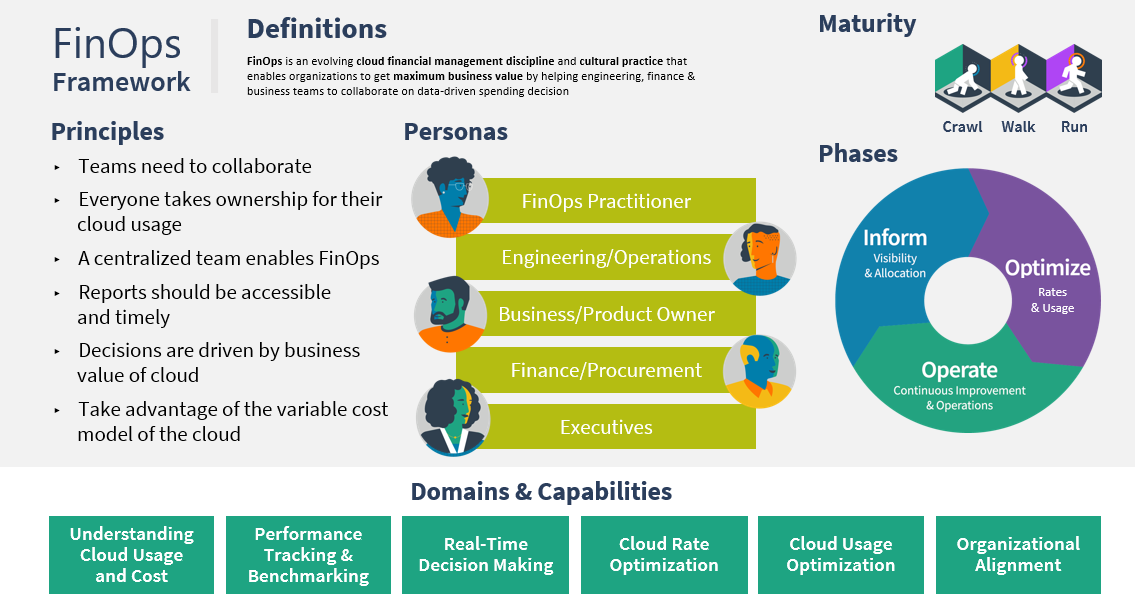 FinOps
Framework
Definitions
FinOps is an evolving cloud financial management discipline and cultural practice that
enables organizations to get maximum business value by helping engineering, finance &
business teams to collaborate on data-driven spending decision
Maturity
Crawl
Walk
Run
Principles
‣ Teams need to collaborate
‣ Everyone takes ownership for their
cloud usage
‣ A centralized team enables FinOps
‣ Reports should be accessible
and timely
‣ Decisions are driven by business
value of cloud
‣ Take advantage of the variable cost
model of the cloud
Personas
FinOps Practitioner
Engineering/Operations
Business/Product Owner
Finance/Procurement
Executives
Phases
Inform
Visibility
& Allocation
Optimize
Rates
& Usage
Operate
Continuous Improvement
& Operations
Domains & Capabilities
Understanding
Cloud Usage
and Cost
Performance
Tracking &
Benchmarking
Real-Time
Decision Making
Cloud Rate
Optimization
Cloud Usage
Optimization
Organizational
Alignment